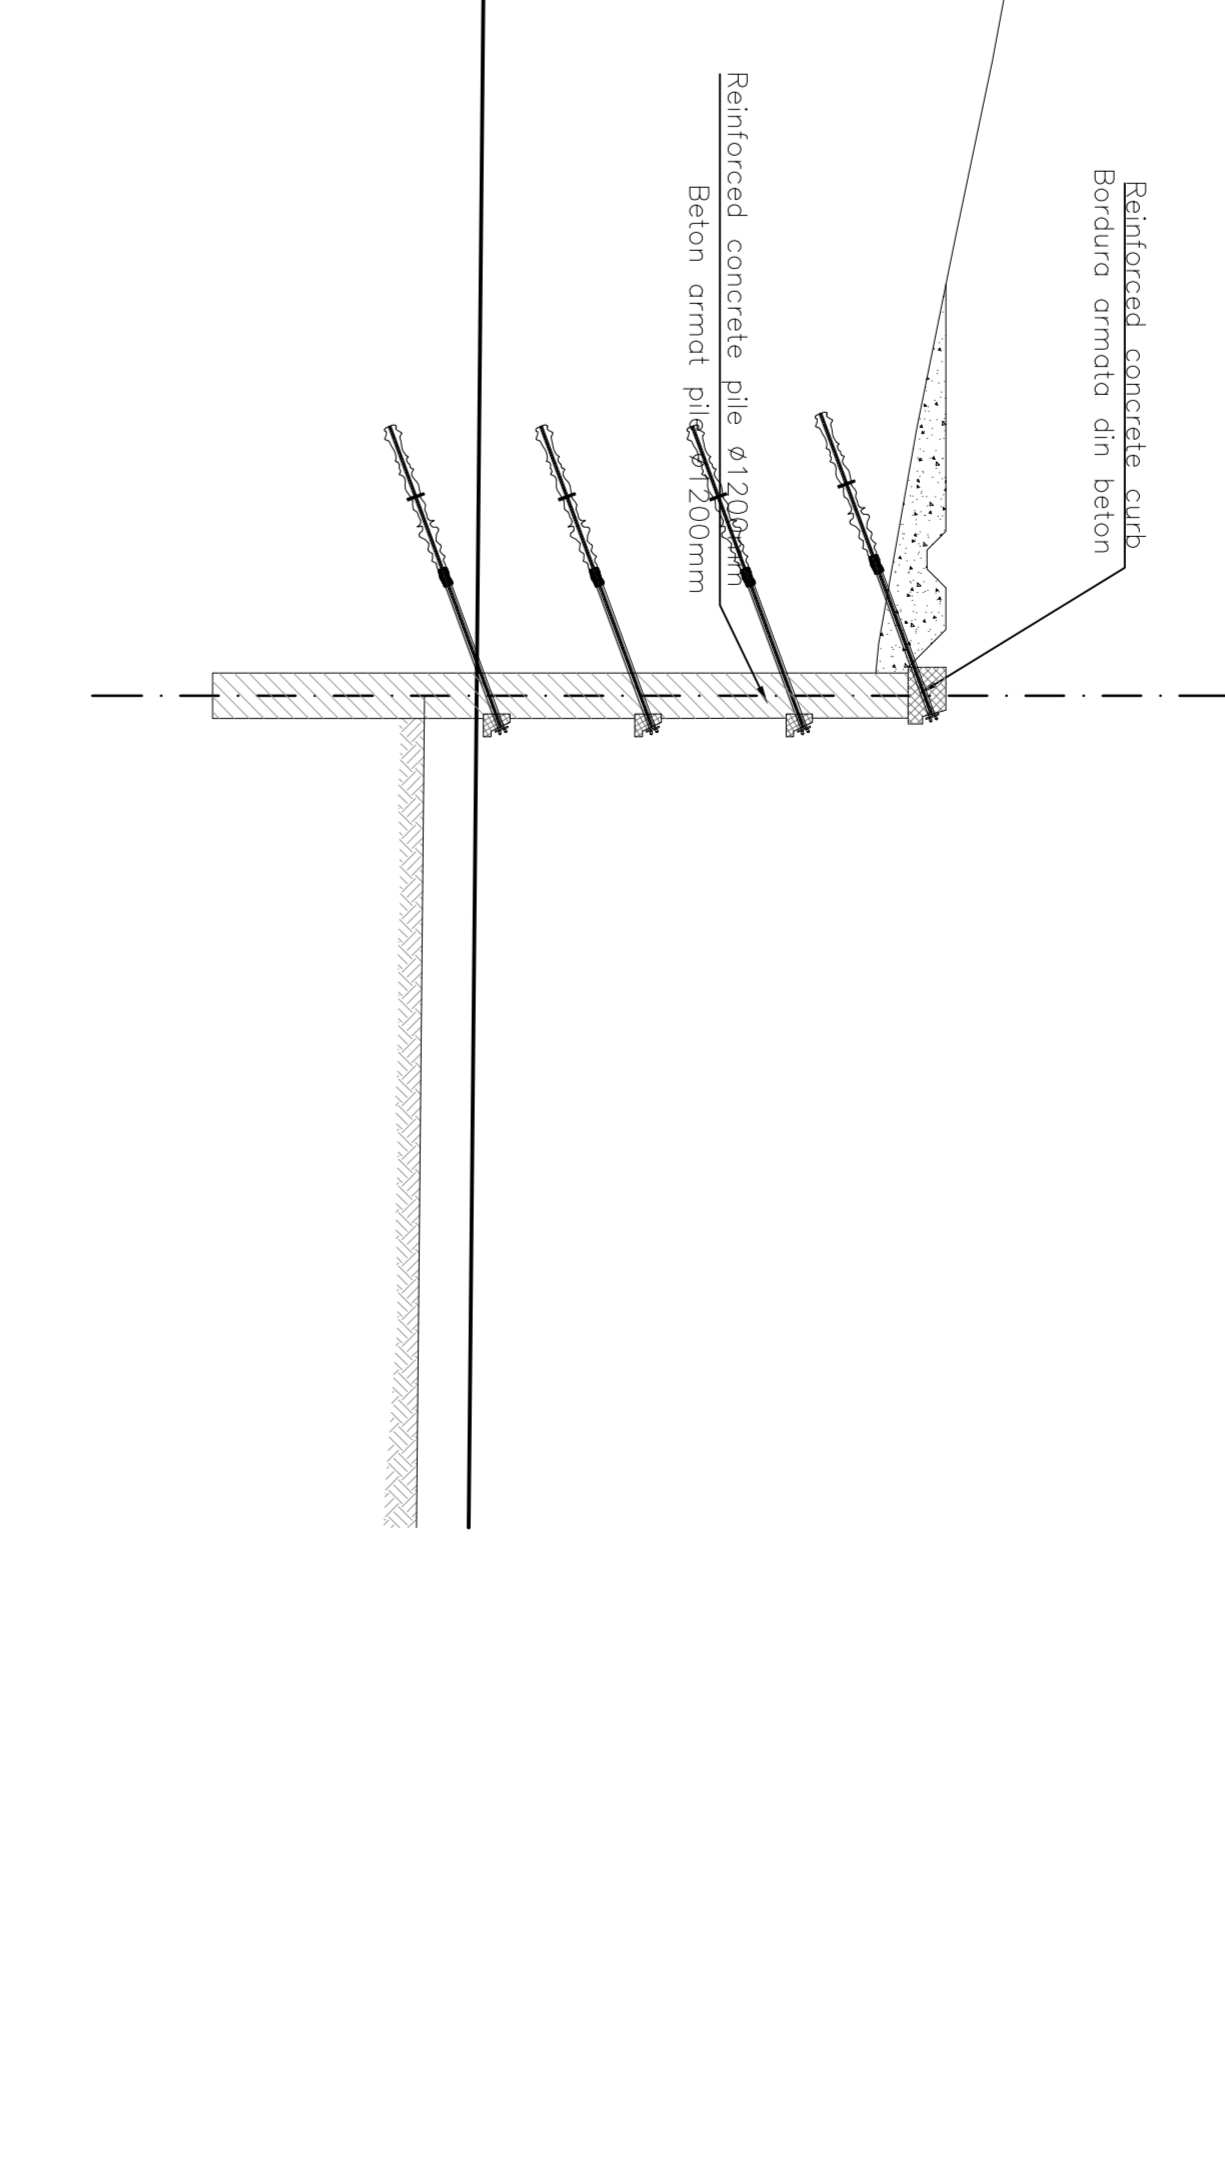 Reinforced concrete curb
Bordura armata din beton
Reinforced concrete pile ø1200mm
Beton armat pile ø1200mm